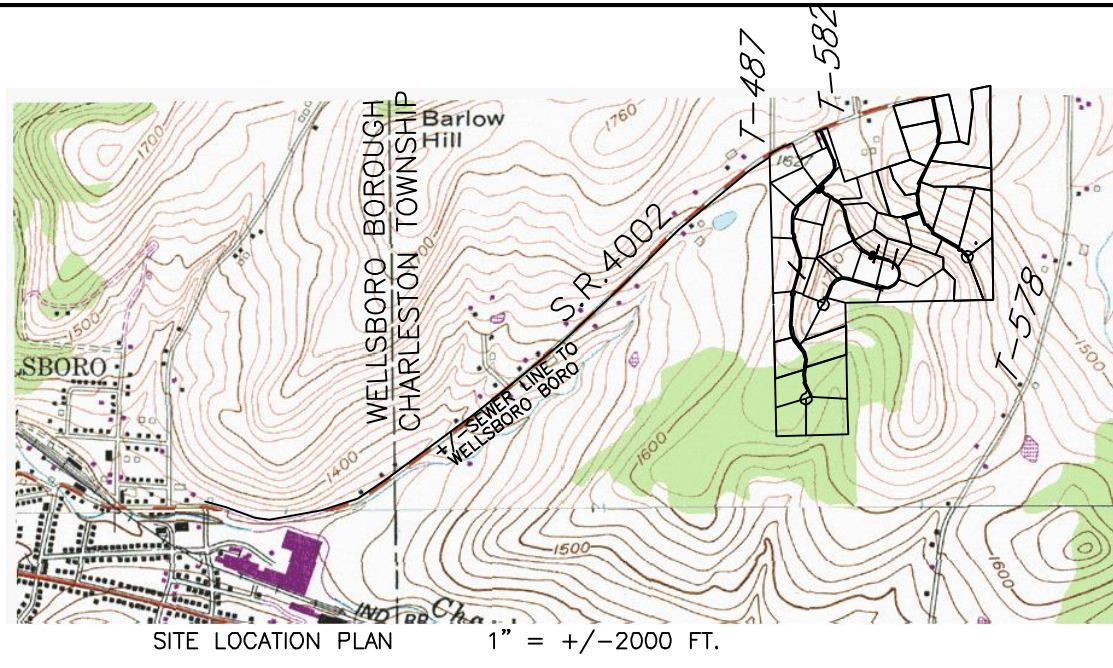 T-487
T-582
WELLSBORO BOROUGH
CHARLESTON TOWNSHIP
Barlow
Hill
1760
1700
S.R. 4002
T-578
1500
LSBORO
+/-SEWER LINE TO
WELLSBORO BORO
1400
1600
1500
1500
1600
IND RR
SITE LOCATION PLAN 1" = +/-2000 FT.